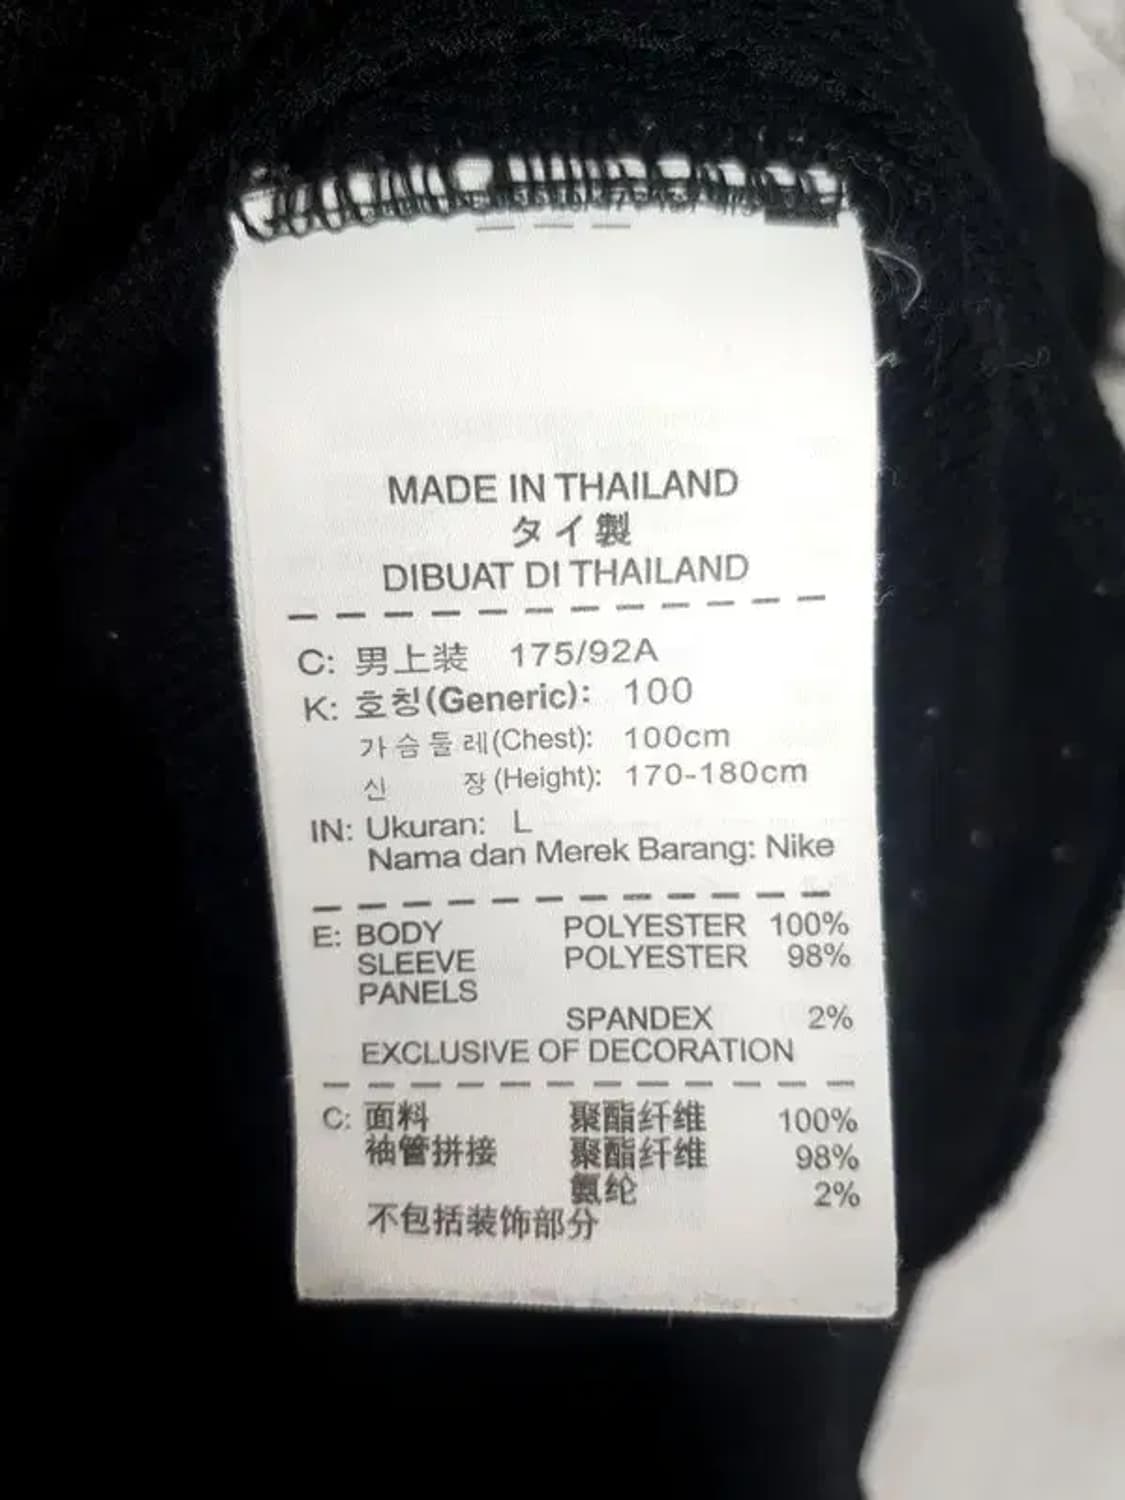 MADE IN THAILAND
タイ製
DIBUAT DI THAILAND
C: 男上装 175/92A
K: 호칭(Generic): 100
가슴둘레(Chest): 100cm
신 장(Height): 170-180cm
IN: Ukuran: L
Nama dan Merek Barang: Nike
E: BODY POLYESTER 100%
SLEEVE POLYESTER 98%
PANELS
SPANDEX 2%
EXCLUSIVE OF DECORATION
C: 面料 聚酯纤维 100%
袖管拼接 聚酯纤维 98%
氨纶 2%
不包括装饰部分